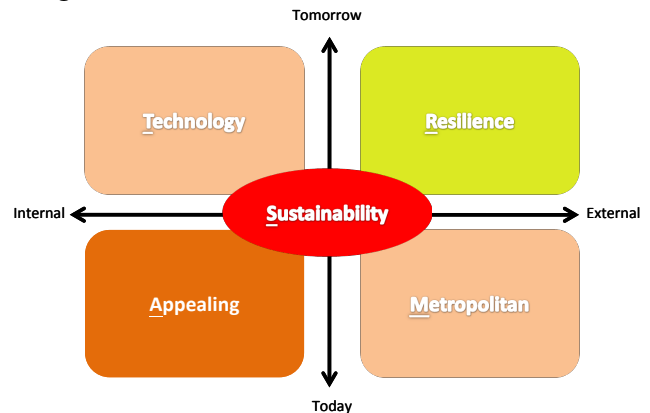 Tomorrow
Technology
Resilience
Internal
Sustainability
External
Appealing
Metropolitan
Today